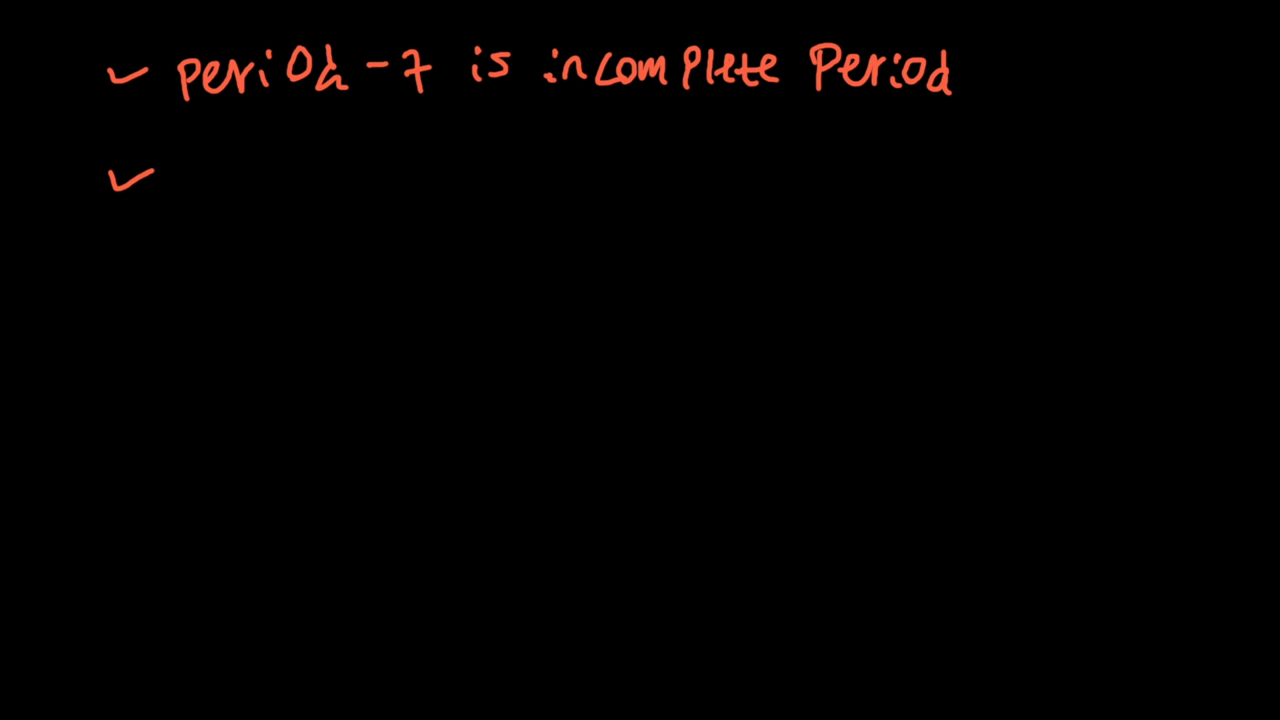 ✓ period-7 is incomplete Period
✓